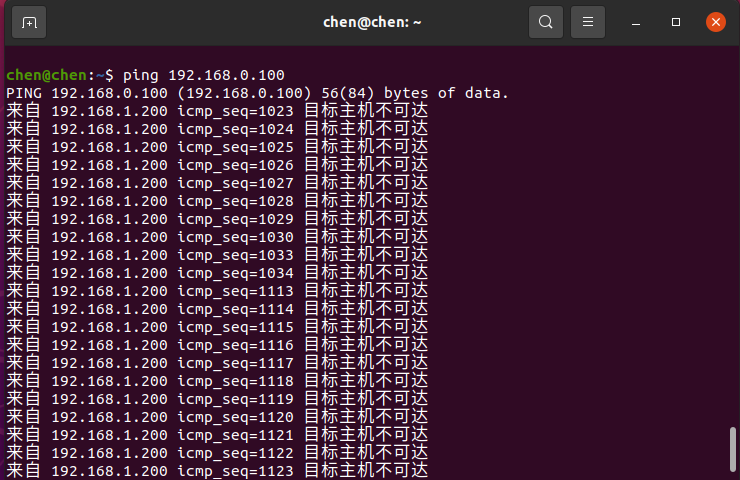 chen@chen: ~
chen@chen:~$ ping 192.168.0.100
PING 192.168.0.100 (192.168.0.100) 56(84) bytes of data.
来自 192.168.1.200 icmp_seq=1023 目标主机不可达
来自 192.168.1.200 icmp_seq=1024 目标主机不可达
来自 192.168.1.200 icmp_seq=1025 目标主机不可达
来自 192.168.1.200 icmp_seq=1026 目标主机不可达
来自 192.168.1.200 icmp_seq=1027 目标主机不可达
来自 192.168.1.200 icmp_seq=1028 目标主机不可达
来自 192.168.1.200 icmp_seq=1029 目标主机不可达
来自 192.168.1.200 icmp_seq=1030 目标主机不可达
来自 192.168.1.200 icmp_seq=1033 目标主机不可达
来自 192.168.1.200 icmp_seq=1034 目标主机不可达
来自 192.168.1.200 icmp_seq=1113 目标主机不可达
来自 192.168.1.200 icmp_seq=1114 目标主机不可达
来自 192.168.1.200 icmp_seq=1115 目标主机不可达
来自 192.168.1.200 icmp_seq=1116 目标主机不可达
来自 192.168.1.200 icmp_seq=1117 目标主机不可达
来自 192.168.1.200 icmp_seq=1118 目标主机不可达
来自 192.168.1.200 icmp_seq=1119 目标主机不可达
来自 192.168.1.200 icmp_seq=1120 目标主机不可达
来自 192.168.1.200 icmp_seq=1121 目标主机不可达
来自 192.168.1.200 icmp_seq=1122 目标主机不可达
来自 192.168.1.200 icmp_seq=1123 目标主机不可达